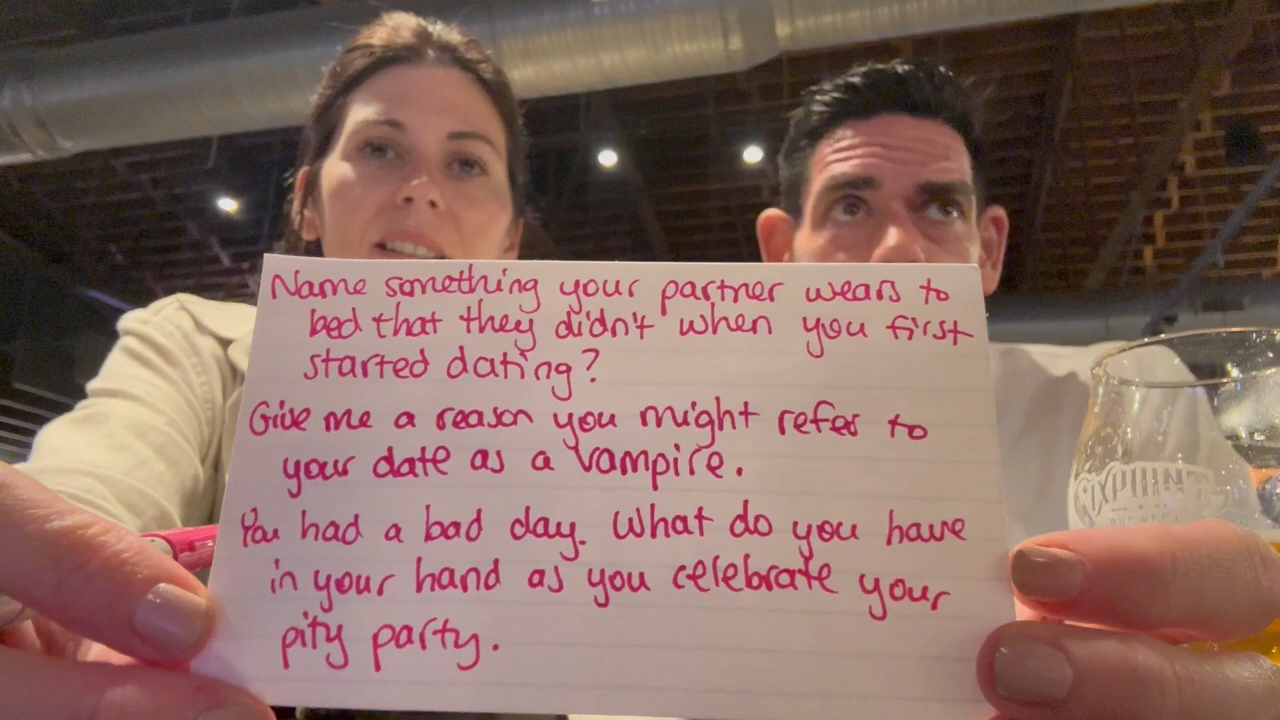 Name something your partner wears to
bed that they didn't when you first
started dating?
Give me a reason you might refer to
your date as a vampire.
You had a bad day. What do you have
in your hand as you celebrate your
pity party.
SIXPOINT